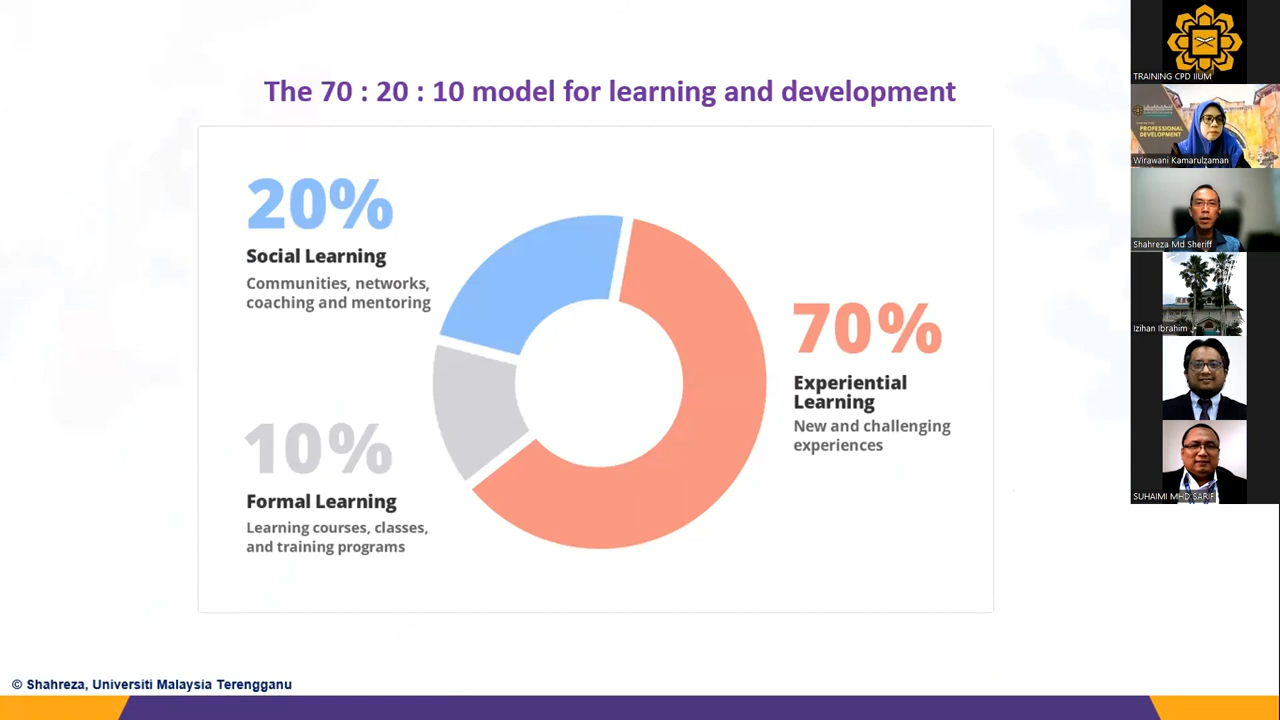 The 70 : 20 : 10 model for learning and development
20%
Social Learning
Communities, networks,
coaching and mentoring
10%
Formal Learning
Learning courses, classes,
and training programs
70%
Experiential
Learning
New and challenging
experiences
© Shahreza, Universiti Malaysia Terengganu
TRAINING CPD IIUM
PROFESSIONAL
DEVELOPMENT
Wirawani Kamarulzaman
Shahreza Md Sheriff
Izihan Ibrahim
SUHAIMI MHD SARIF